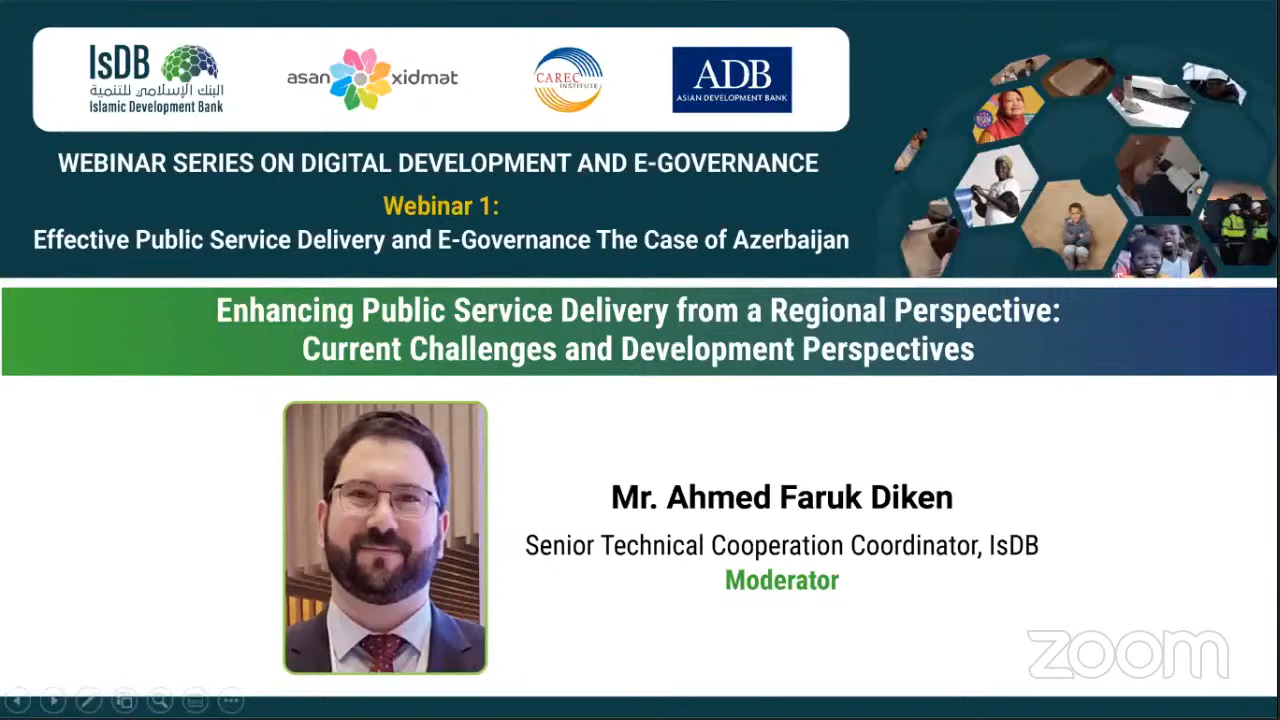 IsDB
البنك الإسلامي للتنمية
Islamic Development Bank
asan xidmat
CAREC
INSTITUTE
ADB
ASIAN DEVELOPMENT BANK
WEBINAR SERIES ON DIGITAL DEVELOPMENT AND E-GOVERNANCE
Webinar 1:
Effective Public Service Delivery and E-Governance The Case of Azerbaijan
Enhancing Public Service Delivery from a Regional Perspective:
Current Challenges and Development Perspectives
Mr. Ahmed Faruk Diken
Senior Technical Cooperation Coordinator, IsDB
Moderator
zoom